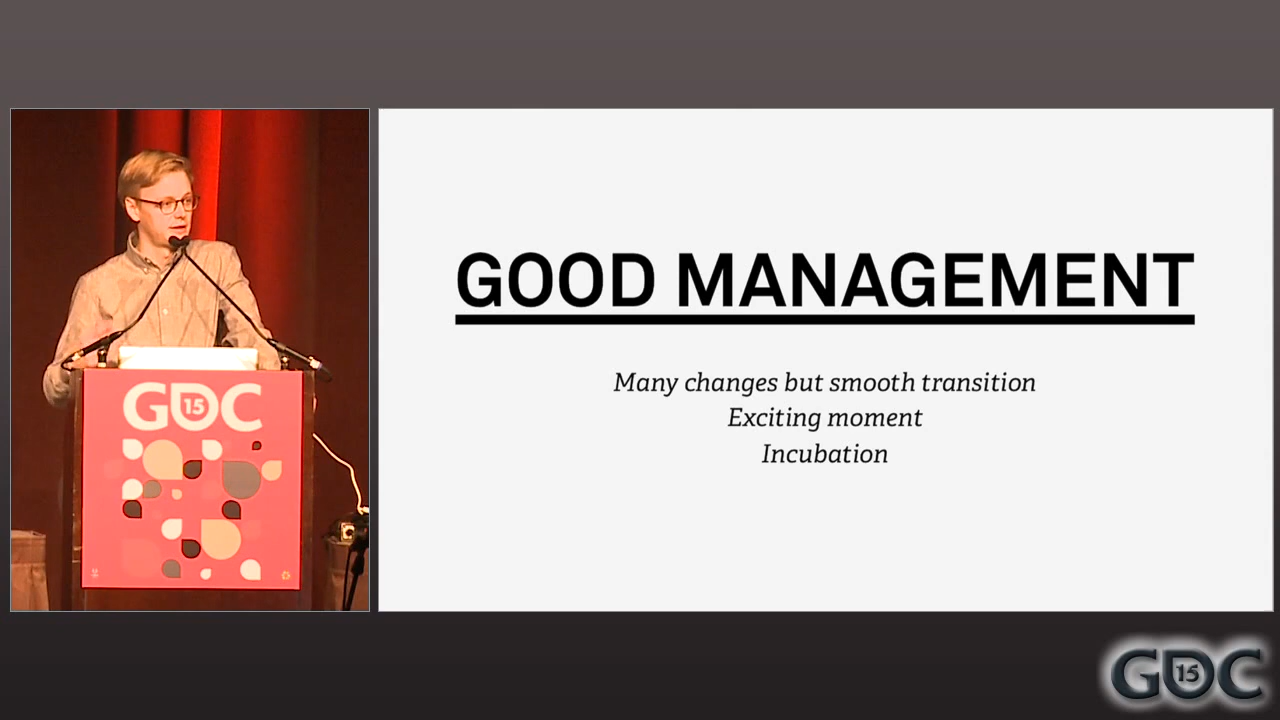 GDC
15
GOOD MANAGEMENT
Many changes but smooth transition
Exciting moment
Incubation
GDC
15